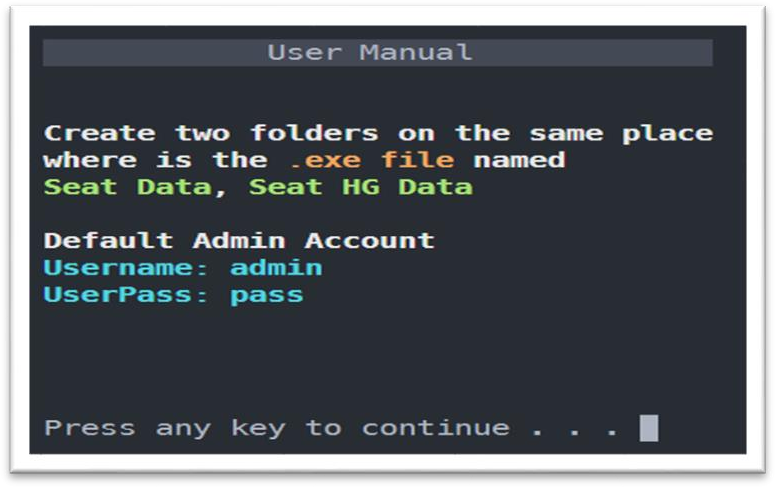 User Manual
Create two folders on the same place
where is the .exe file named
Seat Data, Seat HG Data
Default Admin Account
Username: admin
UserPass: pass
Press any key to continue . . .